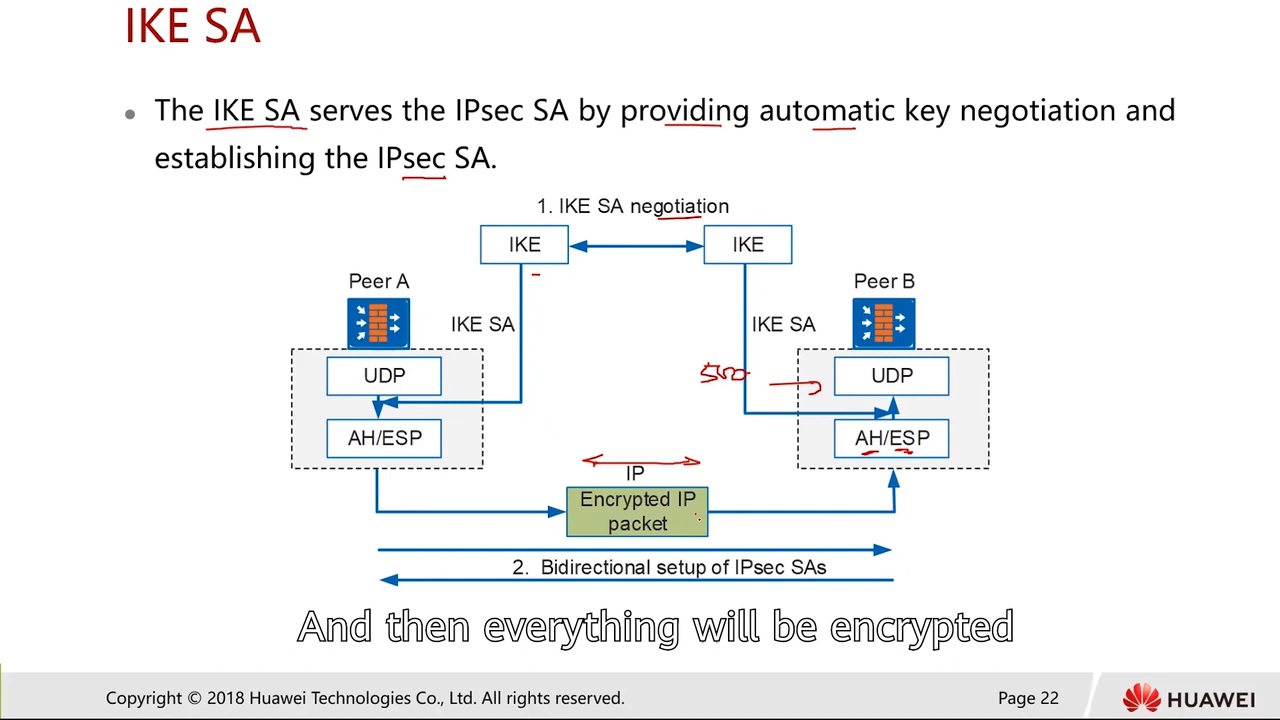 IKE SA
• The IKE SA serves the IPsec SA by providing automatic key negotiation and
establishing the IPsec SA.
1. IKE SA negotiation
IKE
IKE
Peer A
Peer B
IKE SA
IKE SA
UDP
500
UDP
AH/ESP
AH/ESP
IP
Encrypted IP
packet
2. Bidirectional setup of IPsec SAs
And then everything will be encrypted
Copyright © 2018 Huawei Technologies Co., Ltd. All rights reserved.
Page 22
HUAWEI